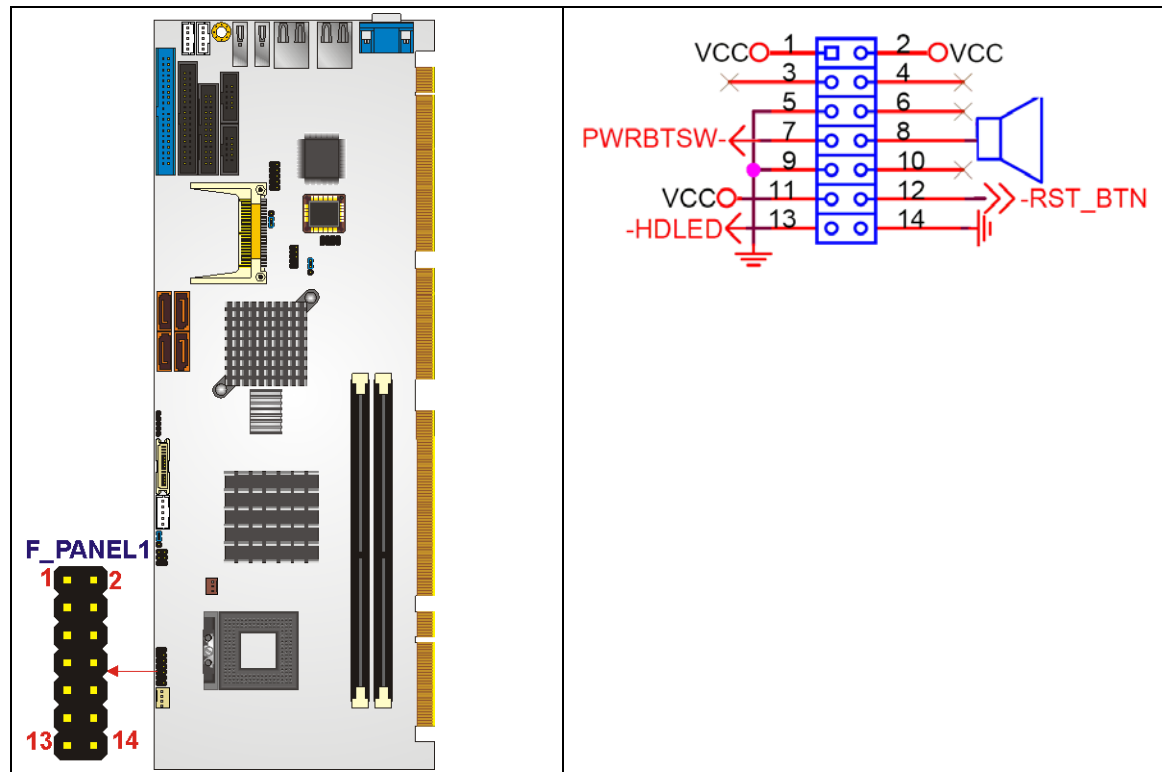 F_PANEL1
1 2
13 14
VCC 1 2 VCC
3 4
5 6
PWRBTSW- 7 8
9 10
VCC 11 12 -RST_BTN
-HDLED 13 14